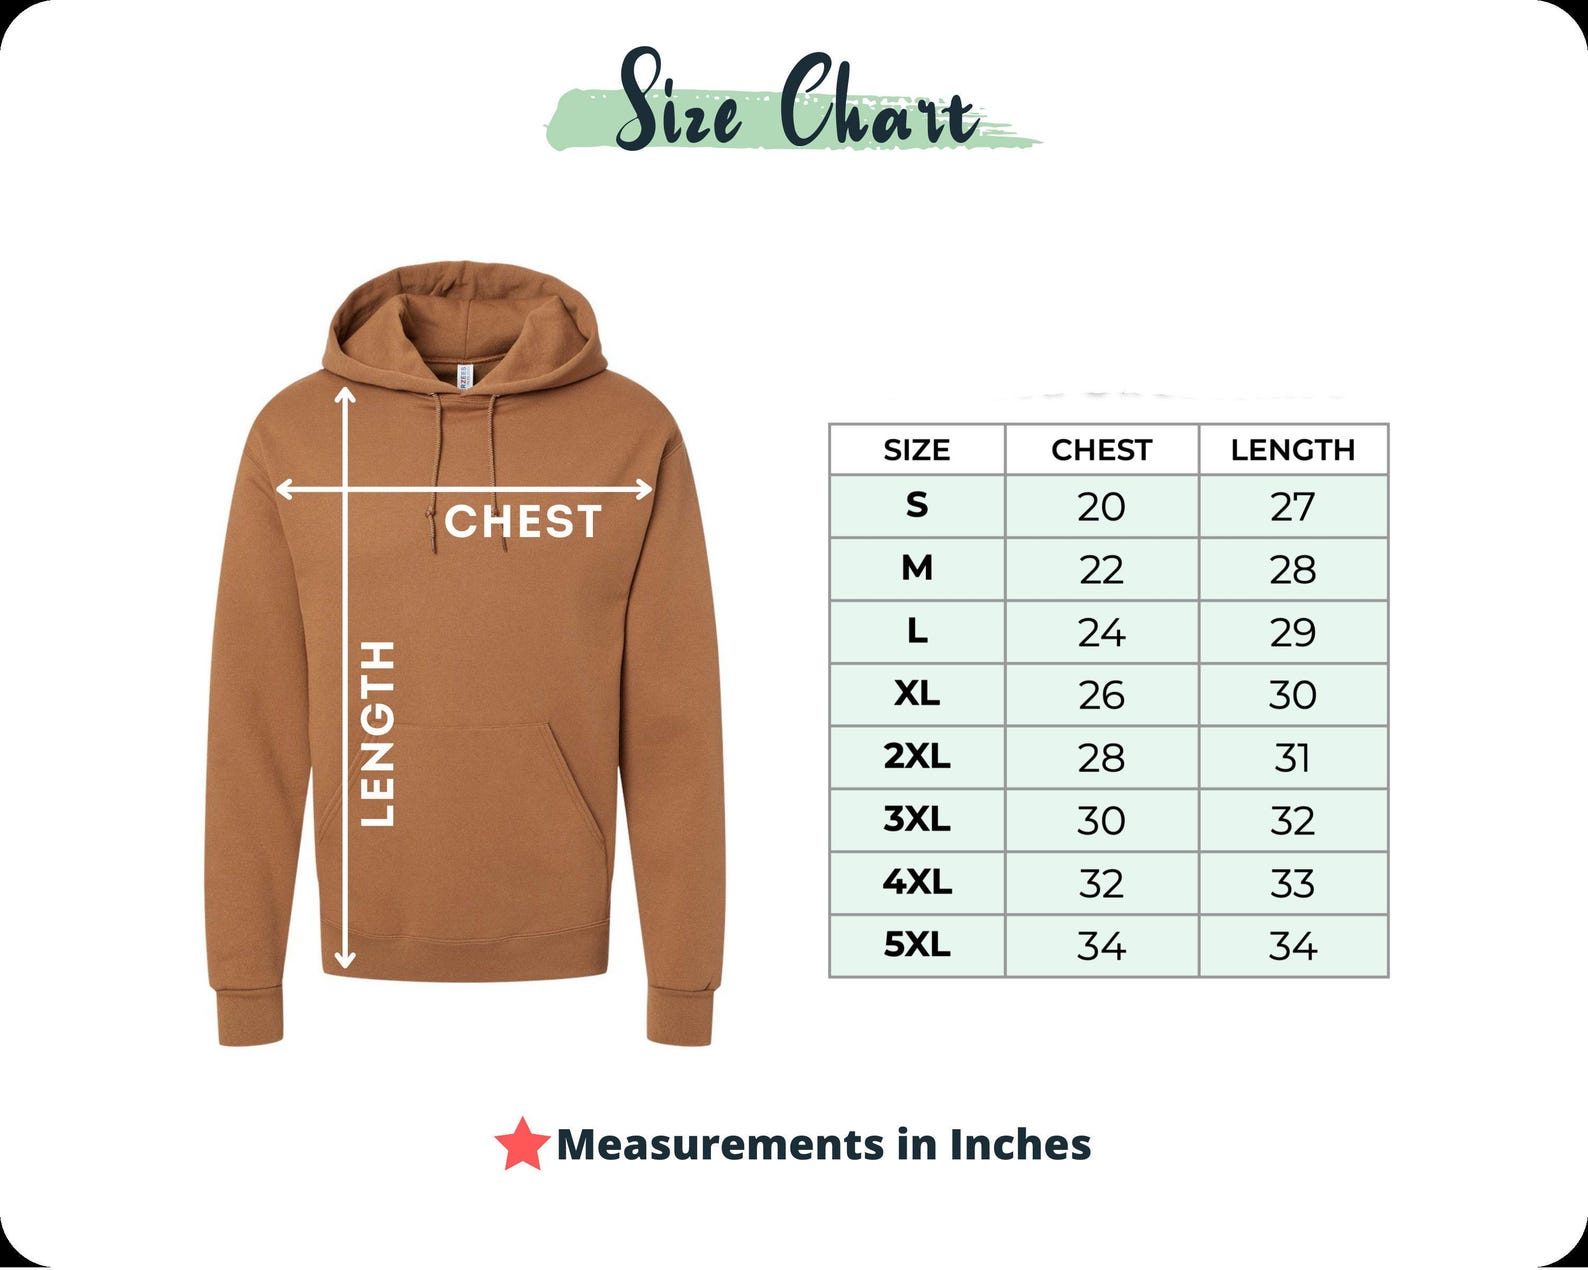 Size Chart
CHEST
LENGTH
SIZE CHEST LENGTH
S 20 27
M 22 28
L 24 29
XL 26 30
2XL 28 31
3XL 30 32
4XL 32 33
5XL 34 34
Measurements in Inches